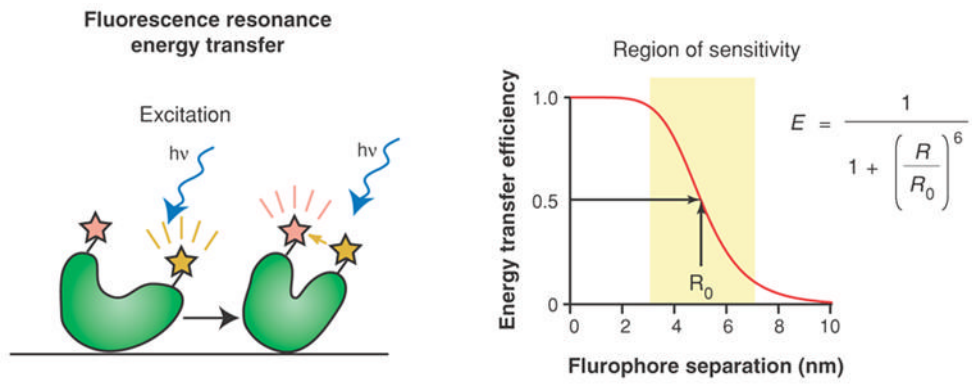 Fluorescence resonance
energy transfer
Excitation
hν
hν
Region of sensitivity
Energy transfer efficiency
1.0
0.5
0
R₀
0 2 4 6 8 10
Flurophore separation (nm)
E = 1 / (1 + (R / R₀)⁶)